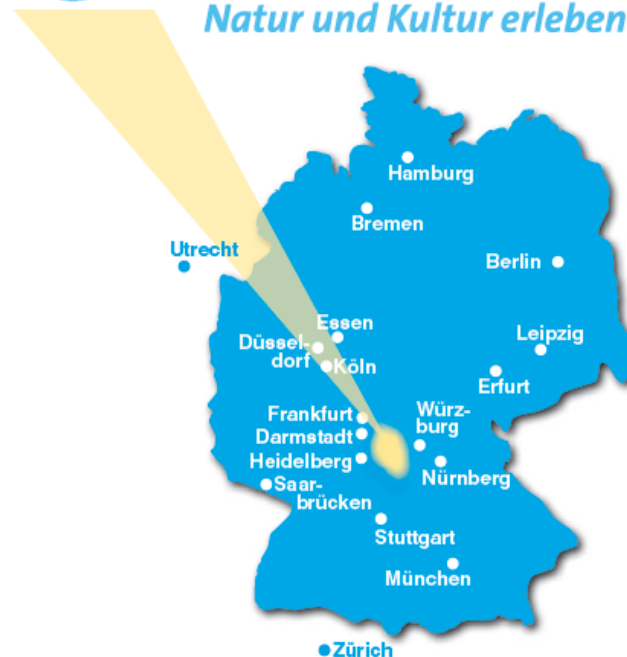 Natur und Kultur erleben
Hamburg
Bremen
Utrecht
Berlin
Essen
Leipzig
Düssel-
dorf
Köln
Erfurt
Frankfurt
Würz-
burg
Darmstadt
Heidelberg
Nürnberg
Saar-
brücken
Stuttgart
München
Zürich